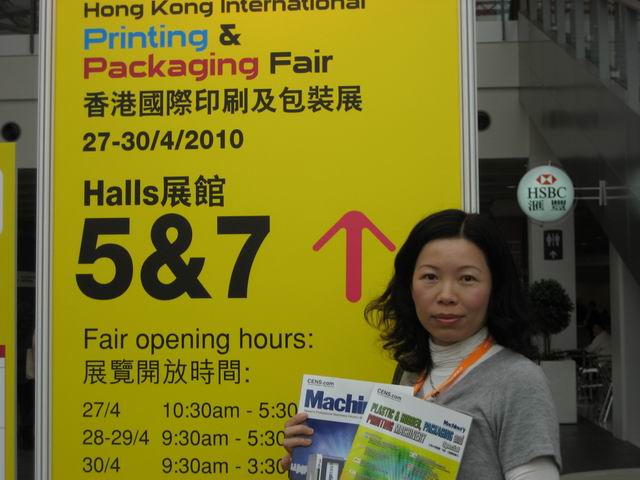 Hong Kong International
Printing &
Packaging Fair
香港國際印刷及包裝展
27-30/4/2010
Halls展館
5&7
Fair opening hours:
展覽開放時間:
27/4 10:30am - 5:30
28-29/4 9:30am - 5:30
30/4 9:30am - 3:30
HSBC
滙豐
CENS.com
Machin
CENS.com
PLASTIC & RUBBER, PACKAGING and
PRINTING MACHINERY